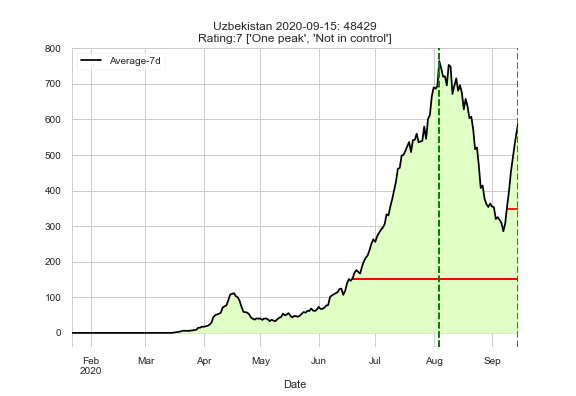 Uzbekistan 2020-09-15: 48429
Rating:7 ['One peak', 'Not in control']
Average-7d
800
700
600
500
400
300
200
100
0
Feb Mar Apr May Jun Jul Aug Sep
2020
Date